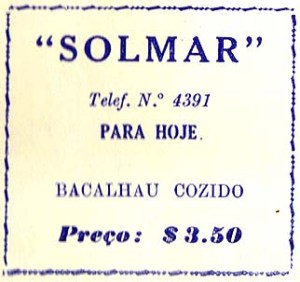 "SOLMAR"
Telef. N.º 4391
PARA HOJE.
BACALHAU COZIDO
Preço: $3.50